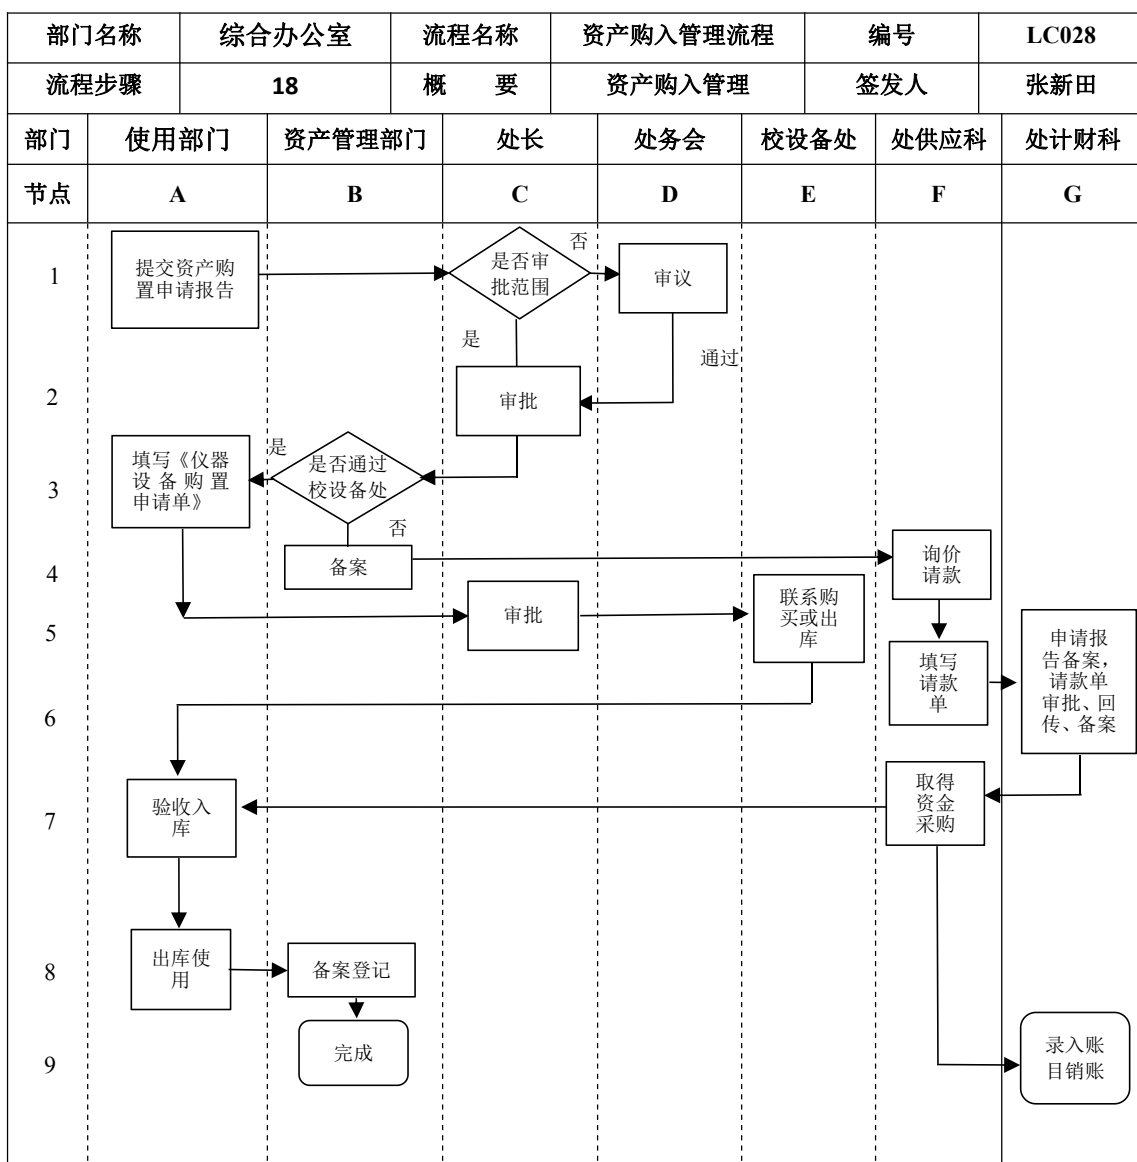 部门名称 综合办公室 流程名称 资产购入管理流程 编号 LC028
流程步骤 18 概 要 资产购入管理 签发人 张新田
部门 使用部门 资产管理部门 处长 处务会 校设备处 处供应科 处计财科
节点 A B C D E F G
1
提交资产购
置申请报告
是否审
批范围
否
审议
是
通过
2
审批
3
填写《仪器
设备购置
申请单》
是
是否通过
校设备处
否
4
备案
询价
请款
5
审批
联系购
买或出
库
填写
请款
单
申请报
告备案，
请款单
审批、回
传、备案
6
7
验收入
库
取得
资金
采购
8
出库使
用
备案登记
9
完成
录入账
目销账